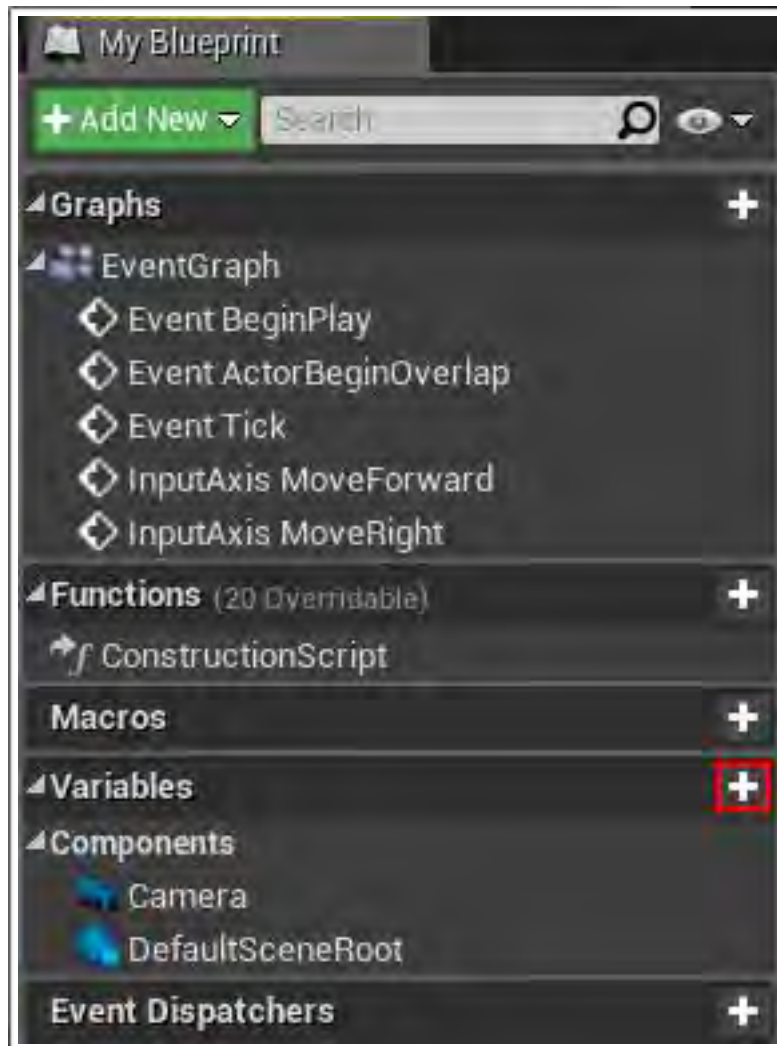 My Blueprint
+ Add New Search
Graphs +
EventGraph
Event BeginPlay
Event ActorBeginOverlap
Event Tick
InputAxis MoveForward
InputAxis MoveRight
Functions (20 Overridable) +
f ConstructionScript
Macros +
Variables +
Components
Camera
DefaultSceneRoot
Event Dispatchers +